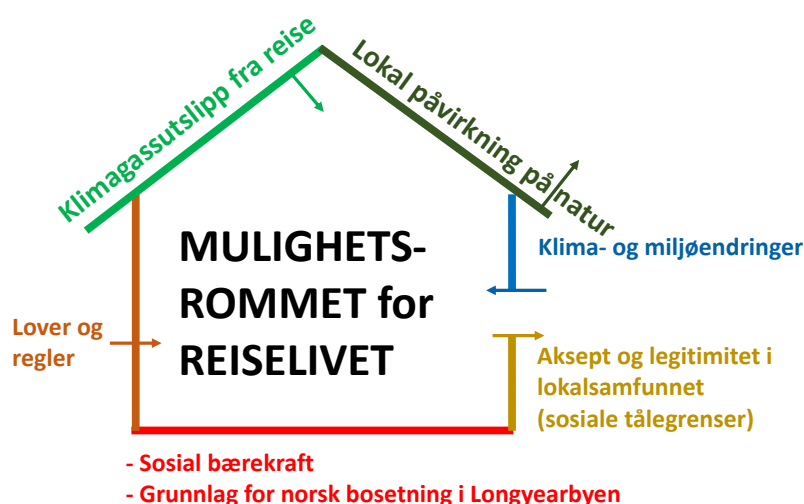 Klimagassutslipp fra reise
Lokal påvirkning på natur
MULIGHETS-
ROMMET for
REISELIVET
Klima- og miljøendringer
Lover og
regler
Aksept og legitimitet i
lokalsamfunnet
(sosiale tålegrenser)
- Sosial bærekraft
- Grunnlag for norsk bosetning i Longyearbyen